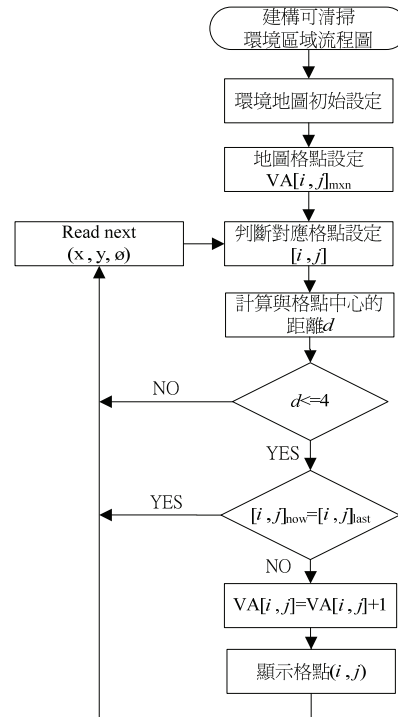 建構可清掃
環境區域流程圖
環境地圖初始設定
地圖格點設定
VA[i , j]mxn
Read next
(x , y, ø)
判斷對應格點設定
[i , j]
計算與格點中心的
距離d
NO
d<=4
YES
YES
[i , j]now=[i , j]last
NO
VA[i , j]=VA[i , j]+1
顯示格點(i , j)